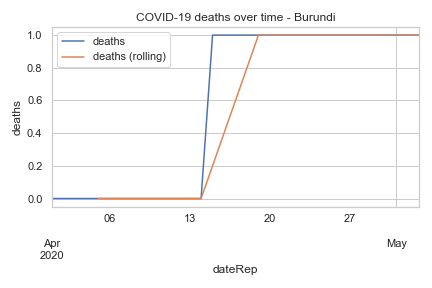 COVID-19 deaths over time - Burundi
deaths
deaths (rolling)
deaths
1.0
0.8
0.6
0.4
0.2
0.0
06 13 20 27
Apr May
2020
dateRep